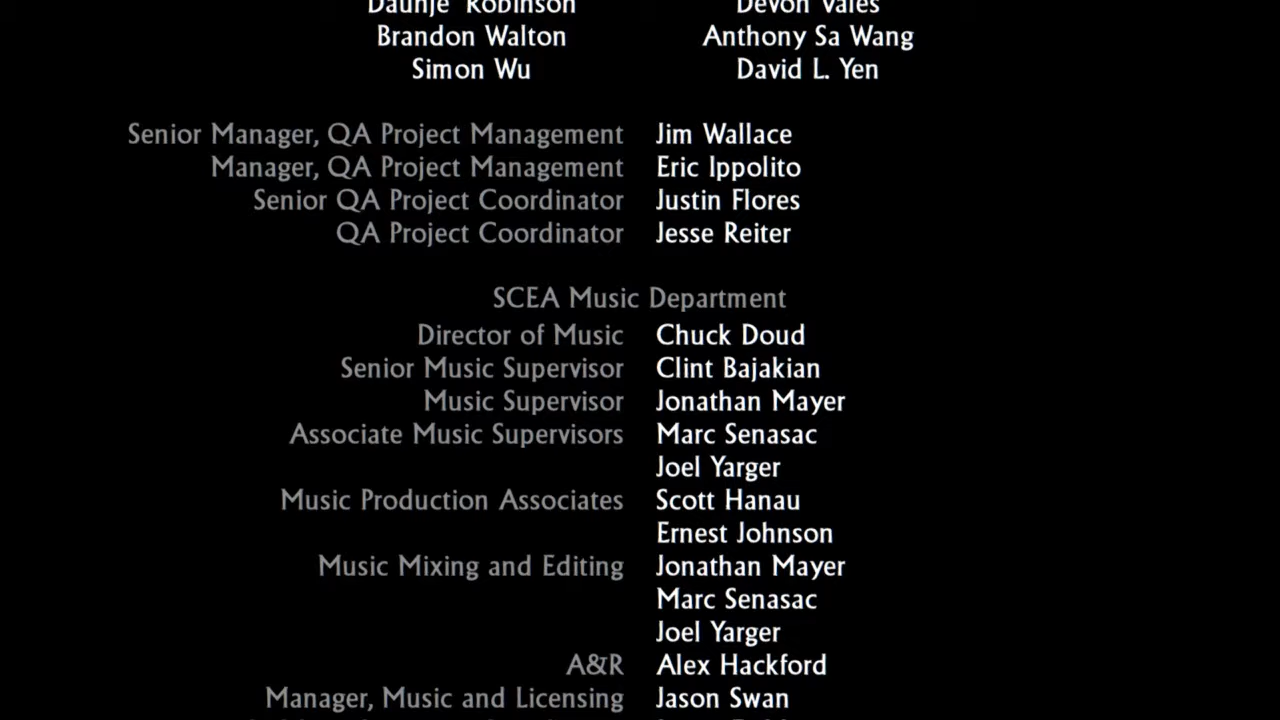 Daunje' Robinson Devon Vales
Brandon Walton Anthony Sa Wang
Simon Wu David L. Yen
Senior Manager, QA Project Management Jim Wallace
Manager, QA Project Management Eric Ippolito
Senior QA Project Coordinator Justin Flores
QA Project Coordinator Jesse Reiter
SCEA Music Department
Director of Music Chuck Doud
Senior Music Supervisor Clint Bajakian
Music Supervisor Jonathan Mayer
Associate Music Supervisors Marc Senasac
Joel Yarger
Music Production Associates Scott Hanau
Ernest Johnson
Music Mixing and Editing Jonathan Mayer
Marc Senasac
Joel Yarger
A&R Alex Hackford
Manager, Music and Licensing Jason Swan